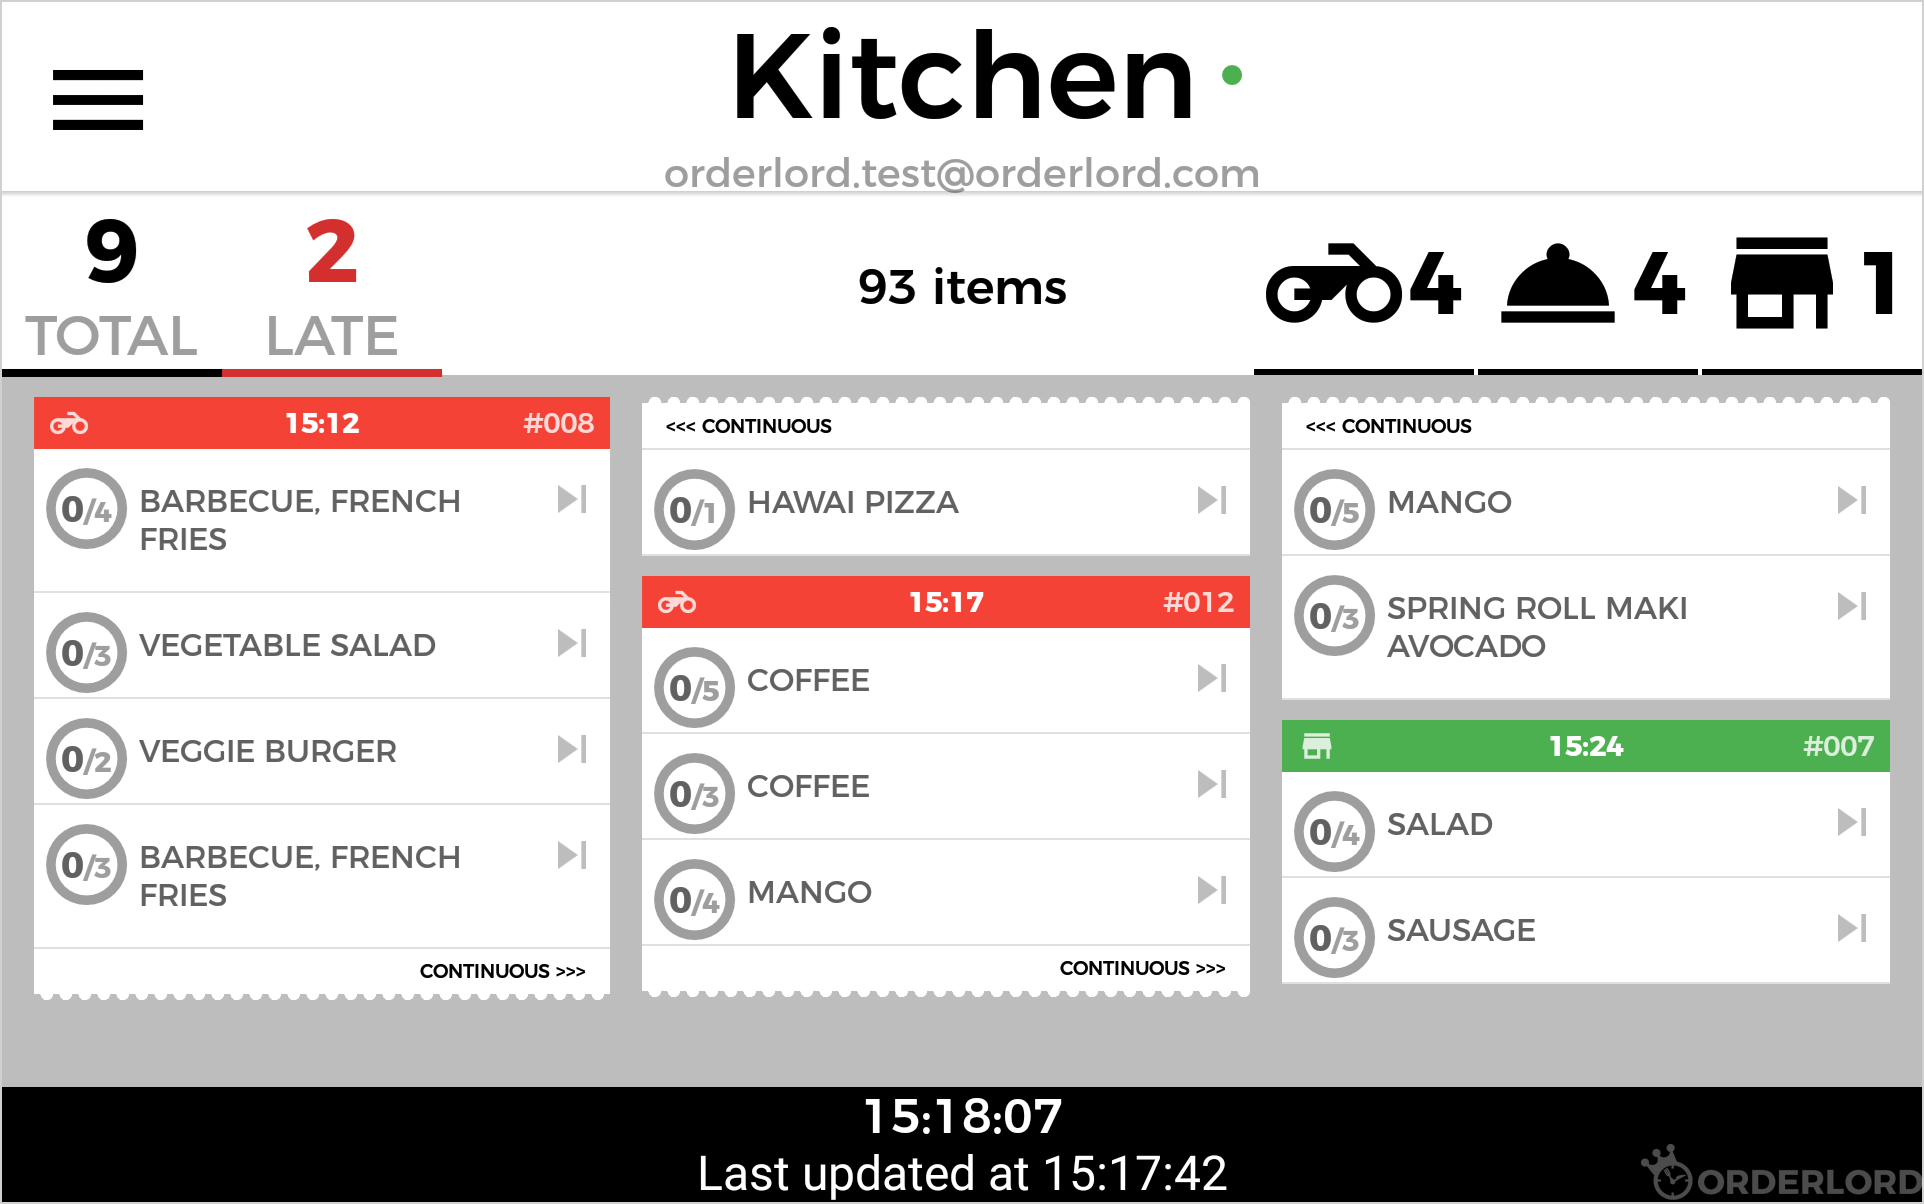 Kitchen
orderlord.test@orderlord.com
9
TOTAL
2
LATE
93 items
4
4
1
15:12 #008
0/4 BARBECUE, FRENCH
FRIES
0/3 VEGETABLE SALAD
0/2 VEGGIE BURGER
0/3 BARBECUE, FRENCH
FRIES
CONTINUOUS >>>
<<< CONTINUOUS
0/1 HAWAI PIZZA
15:17 #012
0/5 COFFEE
0/3 COFFEE
0/4 MANGO
CONTINUOUS >>>
<<< CONTINUOUS
0/5 MANGO
0/3 SPRING ROLL MAKI
AVOCADO
15:24 #007
0/4 SALAD
0/3 SAUSAGE
15:18:07
Last updated at 15:17:42
ORDERLORD